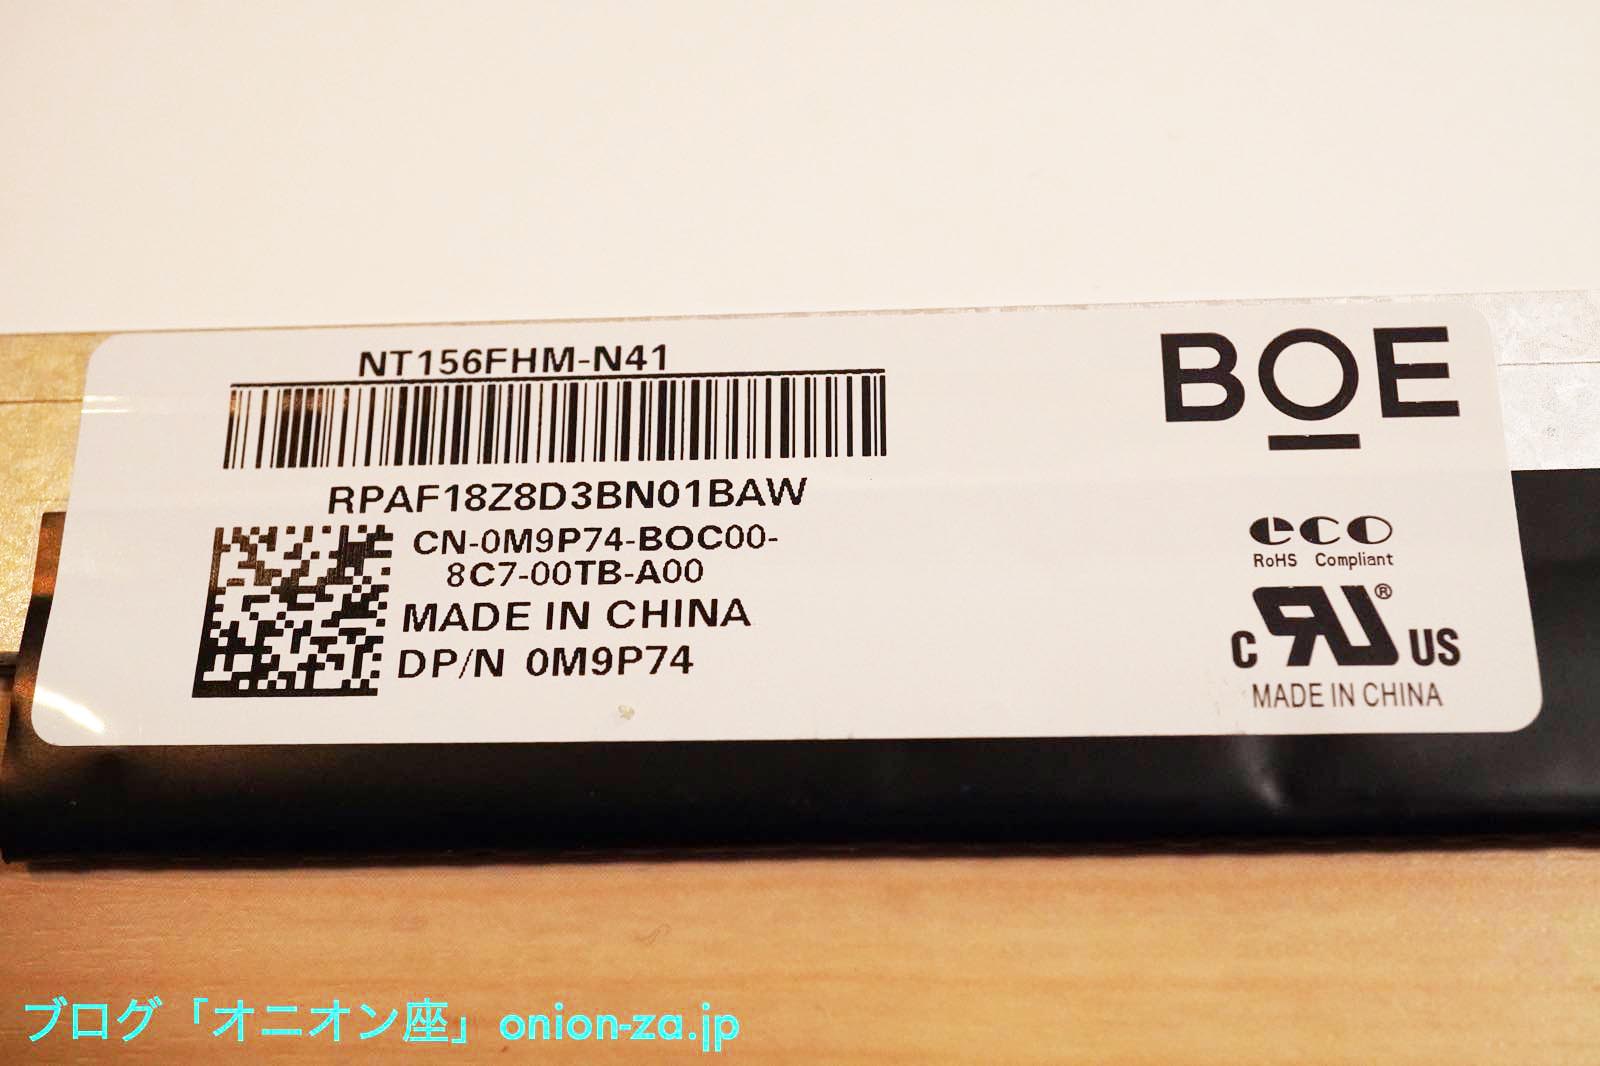 NT156FHM-N41
BOE
RPAF18Z8D3BN01BAW
CN-0M9P74-BOC00-
8C7-00TB-A00
MADE IN CHINA
DP/N 0M9P74
eco
RoHS Compliant
C RU® US
MADE IN CHINA
ブログ「オニオン座」onion-za.jp